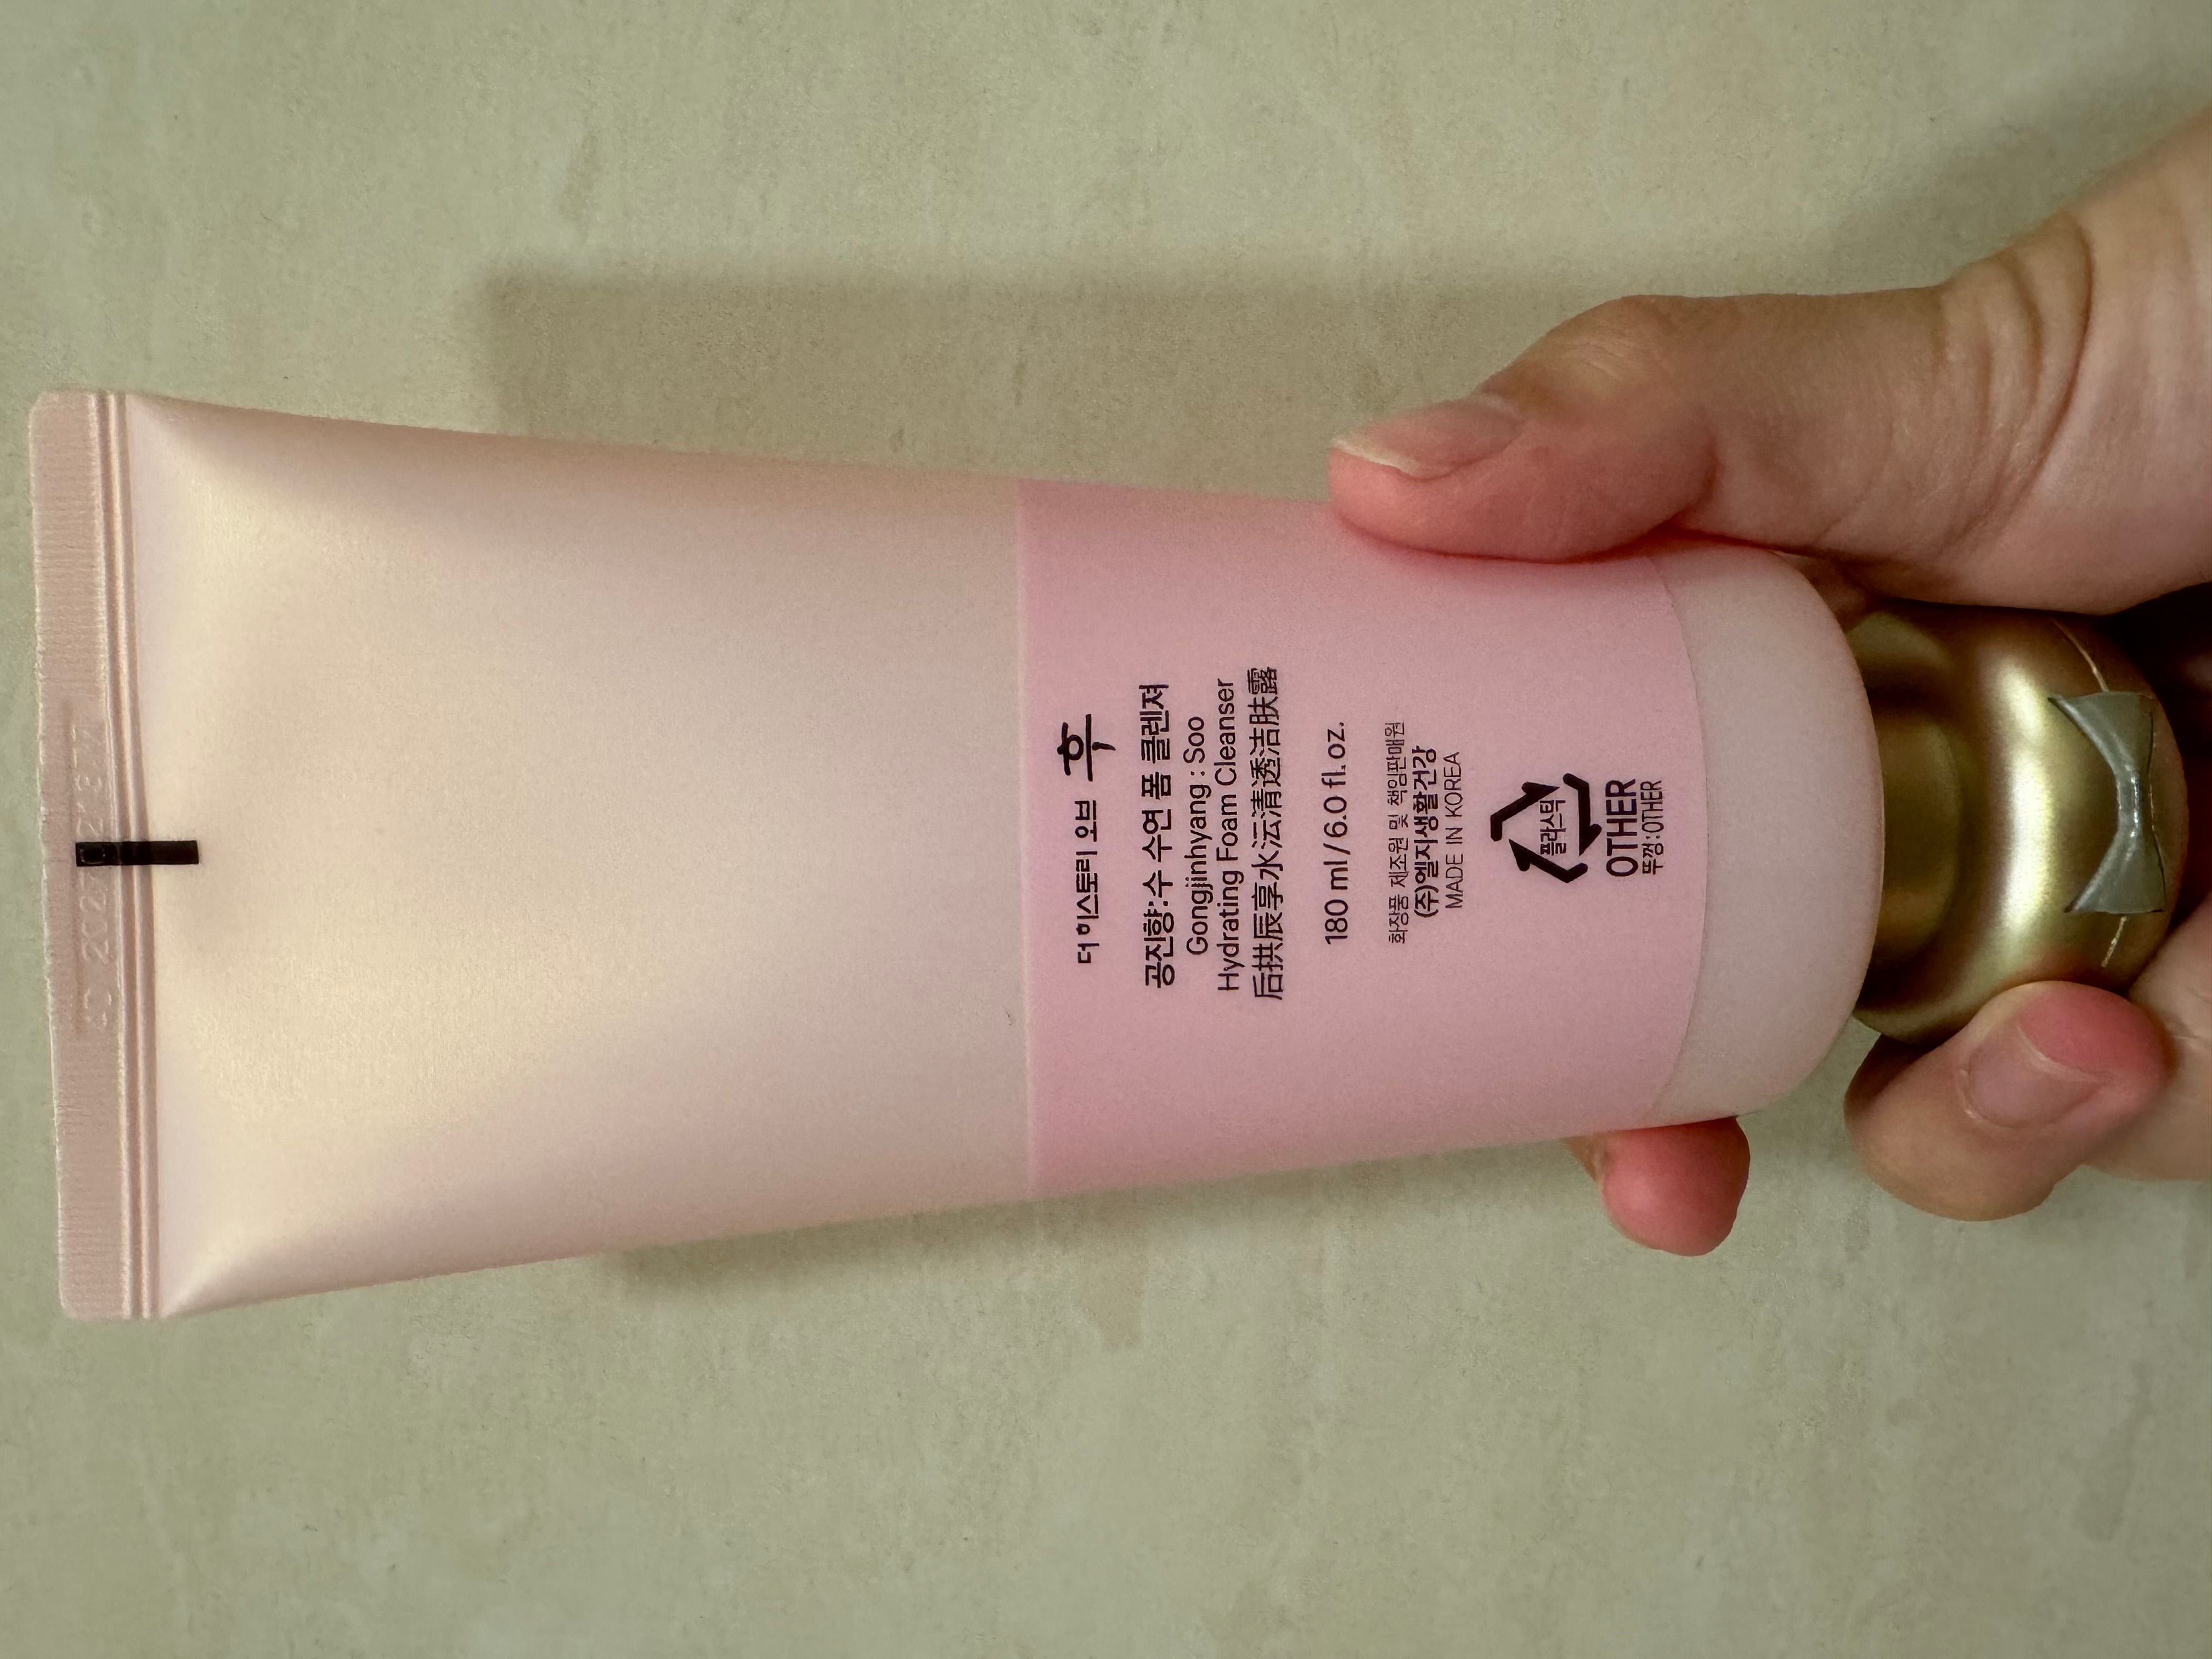 더 히스토리 오브 후
공진향:수 수연 폼 클렌저
Gongjinhyang : Soo
Hydrating Foam Cleanser
后拱辰享水沄清透洁肤露
180 ml / 6.0 fl. oz.
화장품 제조원 및 책임판매원
(주)엘지생활건강
MADE IN KOREA
플라스틱
OTHER
뚜껑:OTHER